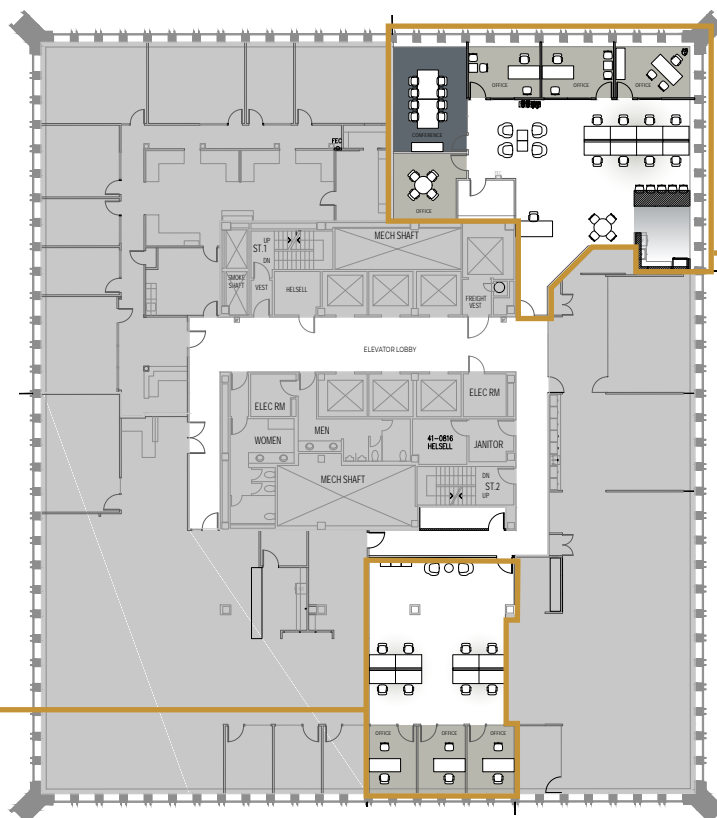 FEC
CONFERENCE
OFFICE
OFFICE
OFFICE
OFFICE
UP
ST.1
DN
MECH SHAFT
SMOKE
SHAFT
VEST
HELSELL
FREIGHT
VEST
ELEVATOR LOBBY
ELEC RM
ELEC RM
WOMEN
MEN
41-0816
HELSELL
JANITOR
MECH SHAFT
DN
ST.2
UP
OFFICE
OFFICE
OFFICE